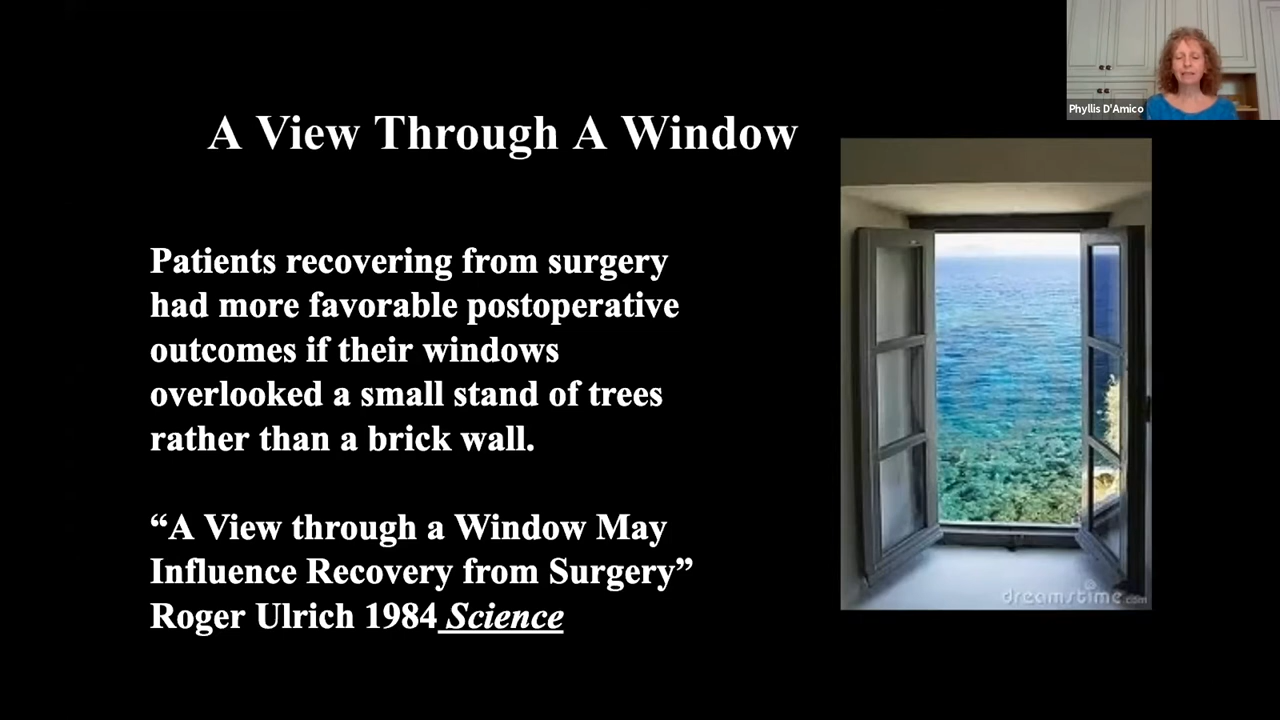 Phyllis D'Amico
A View Through A Window
Patients recovering from surgery
had more favorable postoperative
outcomes if their windows
overlooked a small stand of trees
rather than a brick wall.
“A View through a Window May
Influence Recovery from Surgery”
Roger Ulrich 1984 Science
dreamstime.com